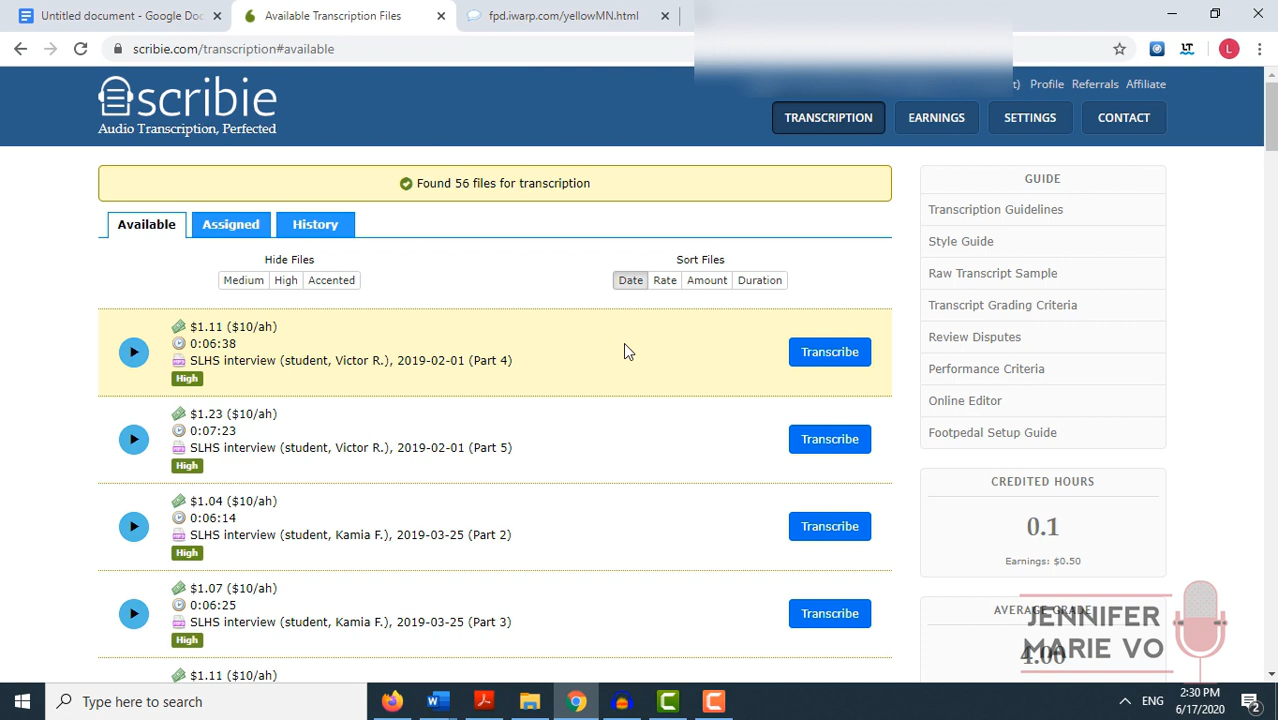 Untitled document - Google Doc
Available Transcription Files
fpd.iwarp.com/yellowMN.html
scribie.com/transcription#available
L
scribie
Audio Transcription, Perfected
t) Profile Referrals Affiliate
TRANSCRIPTION EARNINGS SETTINGS CONTACT
Found 56 files for transcription
Available Assigned History
Hide Files
Medium High Accented
Sort Files
Date Rate Amount Duration
$1.11 ($10/ah)
0:06:38
SLHS interview (student, Victor R.), 2019-02-01 (Part 4)
High
Transcribe
$1.23 ($10/ah)
0:07:23
SLHS interview (student, Victor R.), 2019-02-01 (Part 5)
High
Transcribe
$1.04 ($10/ah)
0:06:14
SLHS interview (student, Kamia F.), 2019-03-25 (Part 2)
High
Transcribe
$1.07 ($10/ah)
0:06:25
SLHS interview (student, Kamia F.), 2019-03-25 (Part 3)
High
Transcribe
$1.11 ($10/ah)
GUIDE
Transcription Guidelines
Style Guide
Raw Transcript Sample
Transcript Grading Criteria
Review Disputes
Performance Criteria
Online Editor
Footpedal Setup Guide
CREDITED HOURS
0.1
Earnings: $0.50
AVERAGE GRADE
4.00
JENNIFER
MARIE VO
Type here to search
ENG
2:30 PM
6/17/2020
2